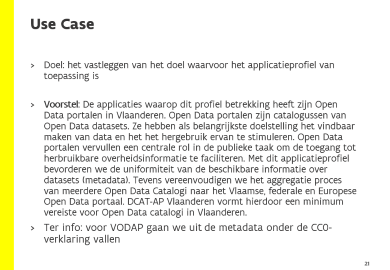 Use Case
> Doel: het vastleggen van het doel waarvoor het applicatieprofiel van
toepassing is
> Voorstel: De applicaties waarop dit profiel betrekking heeft zijn Open
Data portalen in Vlaanderen. Open Data portalen zijn catalogussen van
Open Data datasets. Ze hebben als belangrijkste doelstelling het vindbaar
maken van data en het het hergebruik ervan te stimuleren. Open Data
portalen vervullen een centrale rol in de publieke taak om de toegang tot
herbruikbare overheidsinformatie te faciliteren. Met dit applicatieprofiel
bevorderen we de uniformiteit van de beschikbare informatie over
datasets (metadata). Tevens vereenvoudigen we het aggregatie proces
van meerdere Open Data Catalogi naar het Vlaamse, federale en Europese
Open Data portaal. DCAT-AP Vlaanderen vormt hierdoor een minimum
vereiste voor Open Data catalogi in Vlaanderen.
> Ter info: voor VODAP gaan we uit de metadata onder de CC0-
verklaring vallen
21